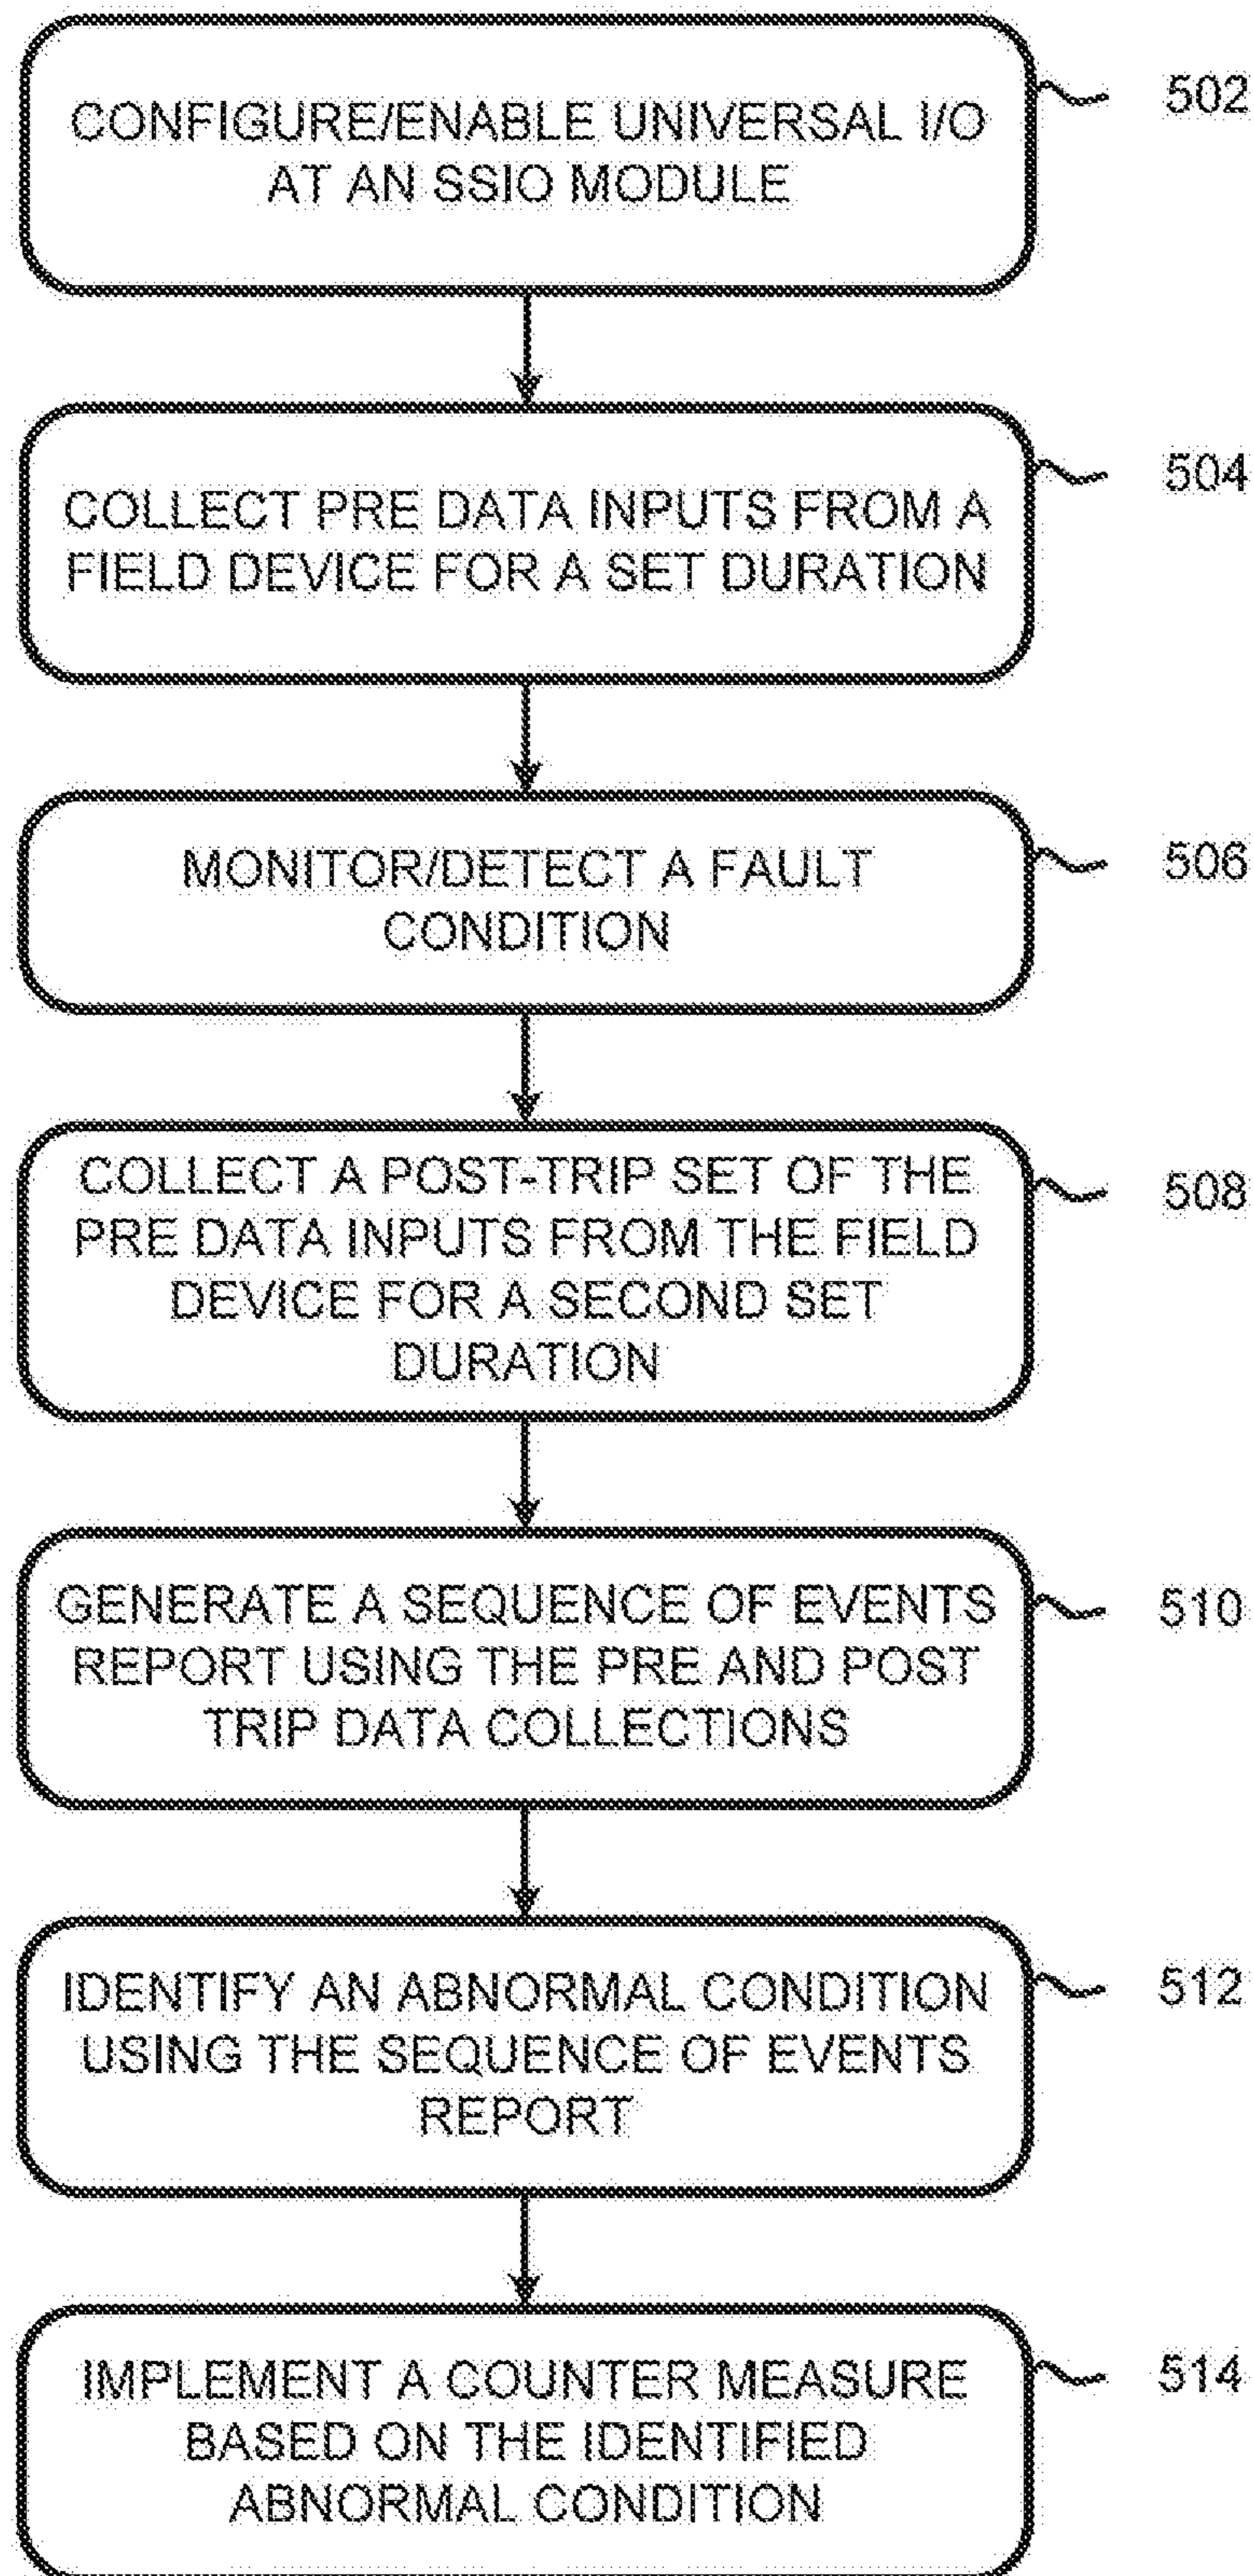 CONFIGURE/ENABLE UNIVERSAL I/O
AT AN SSIO MODULE
502
COLLECT PRE DATA INPUTS FROM A
FIELD DEVICE FOR A SET DURATION
504
MONITOR/DETECT A FAULT
CONDITION
506
COLLECT A POST-TRIP SET OF THE
PRE DATA INPUTS FROM THE FIELD
DEVICE FOR A SECOND SET
DURATION
508
GENERATE A SEQUENCE OF EVENTS
REPORT USING THE PRE AND POST
TRIP DATA COLLECTIONS
510
IDENTIFY AN ABNORMAL CONDITION
USING THE SEQUENCE OF EVENTS
REPORT
512
IMPLEMENT A COUNTER MEASURE
BASED ON THE IDENTIFIED
ABNORMAL CONDITION
514